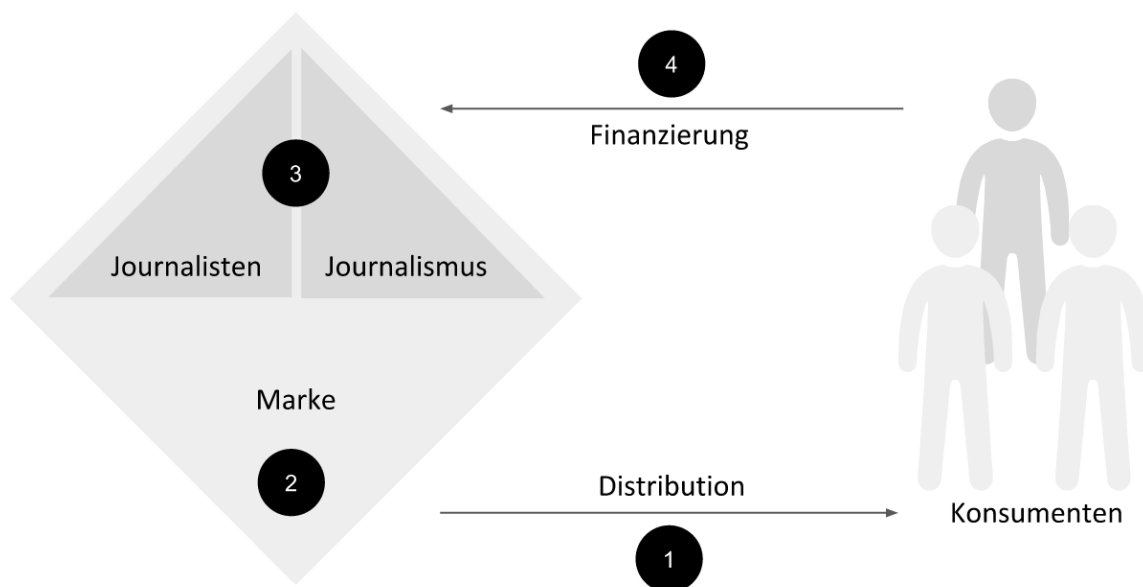 4
Finanzierung
3
Journalisten
Journalismus
Marke
2
Distribution
1
Konsumenten